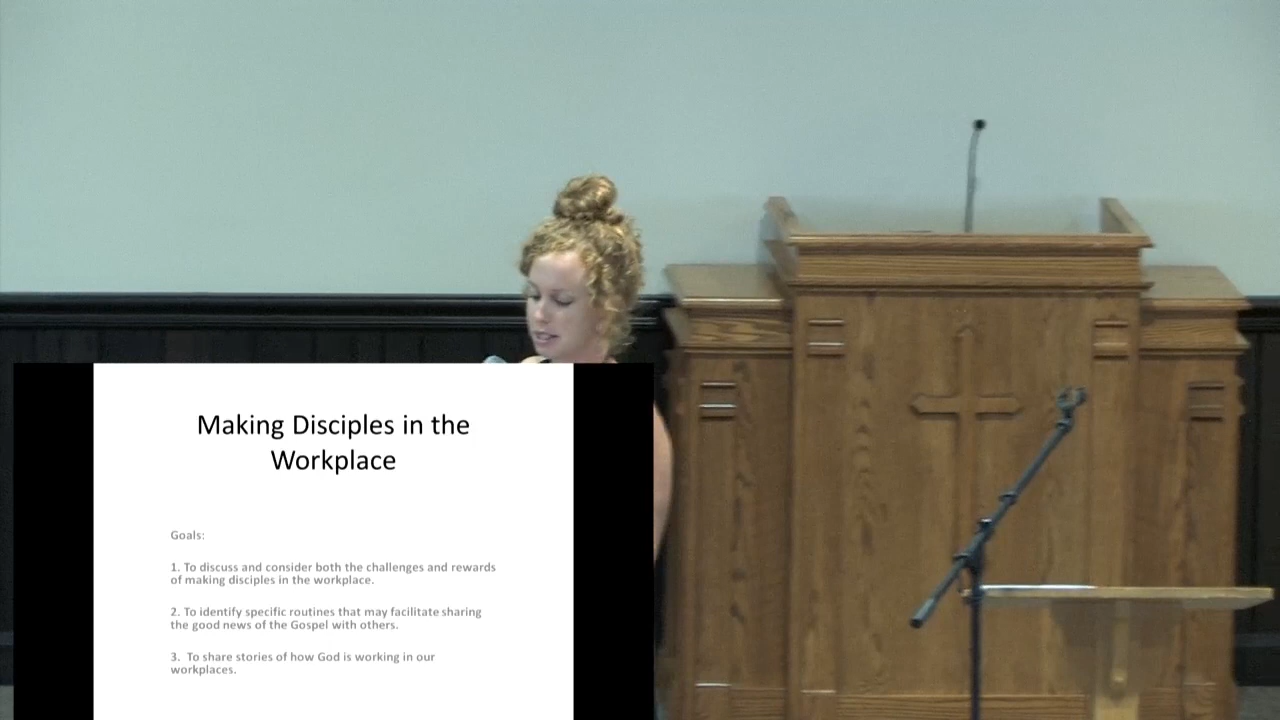 Making Disciples in the
Workplace
Goals:
1. To discuss and consider both the challenges and rewards
of making disciples in the workplace.
2. To identify specific routines that may facilitate sharing
the good news of the Gospel with others.
3.  To share stories of how God is working in our
workplaces.